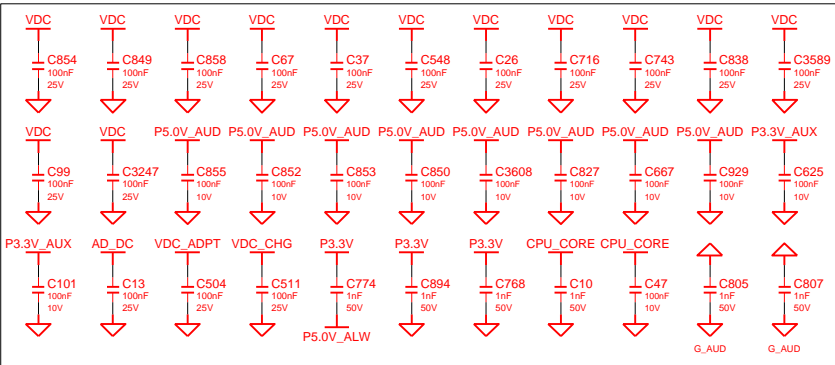 VDC VDC VDC VDC VDC VDC VDC VDC VDC VDC VDC
C854 C849 C858 C67 C37 C548 C26 C716 C743 C838 C3589
100nF 100nF 100nF 100nF 100nF 100nF 100nF 100nF 100nF 100nF 100nF
25V 25V 25V 25V 25V 25V 25V 25V 25V 25V 25V
VDC VDC P5.0V_AUD P5.0V_AUD P5.0V_AUD P5.0V_AUD P5.0V_AUD P5.0V_AUD P5.0V_AUD P5.0V_AUD P3.3V_AUX
C99 C3247 C855 C852 C853 C850 C3608 C827 C667 C929 C625
100nF 100nF 100nF 100nF 100nF 100nF 100nF 100nF 100nF 100nF 100nF
25V 25V 10V 10V 10V 10V 10V 10V 10V 10V 10V
P3.3V_AUX AD_DC VDC_ADPT VDC_CHG P3.3V P3.3V P3.3V CPU_CORE CPU_CORE
C101 C13 C504 C511 C774 C894 C768 C10 C47 C805 C807
100nF 100nF 100nF 100nF 1nF 1nF 1nF 1nF 100nF 1nF 1nF
10V 25V 25V 25V 50V 50V 50V 50V 10V 50V 50V
P5.0V_ALW
G_AUD G_AUD